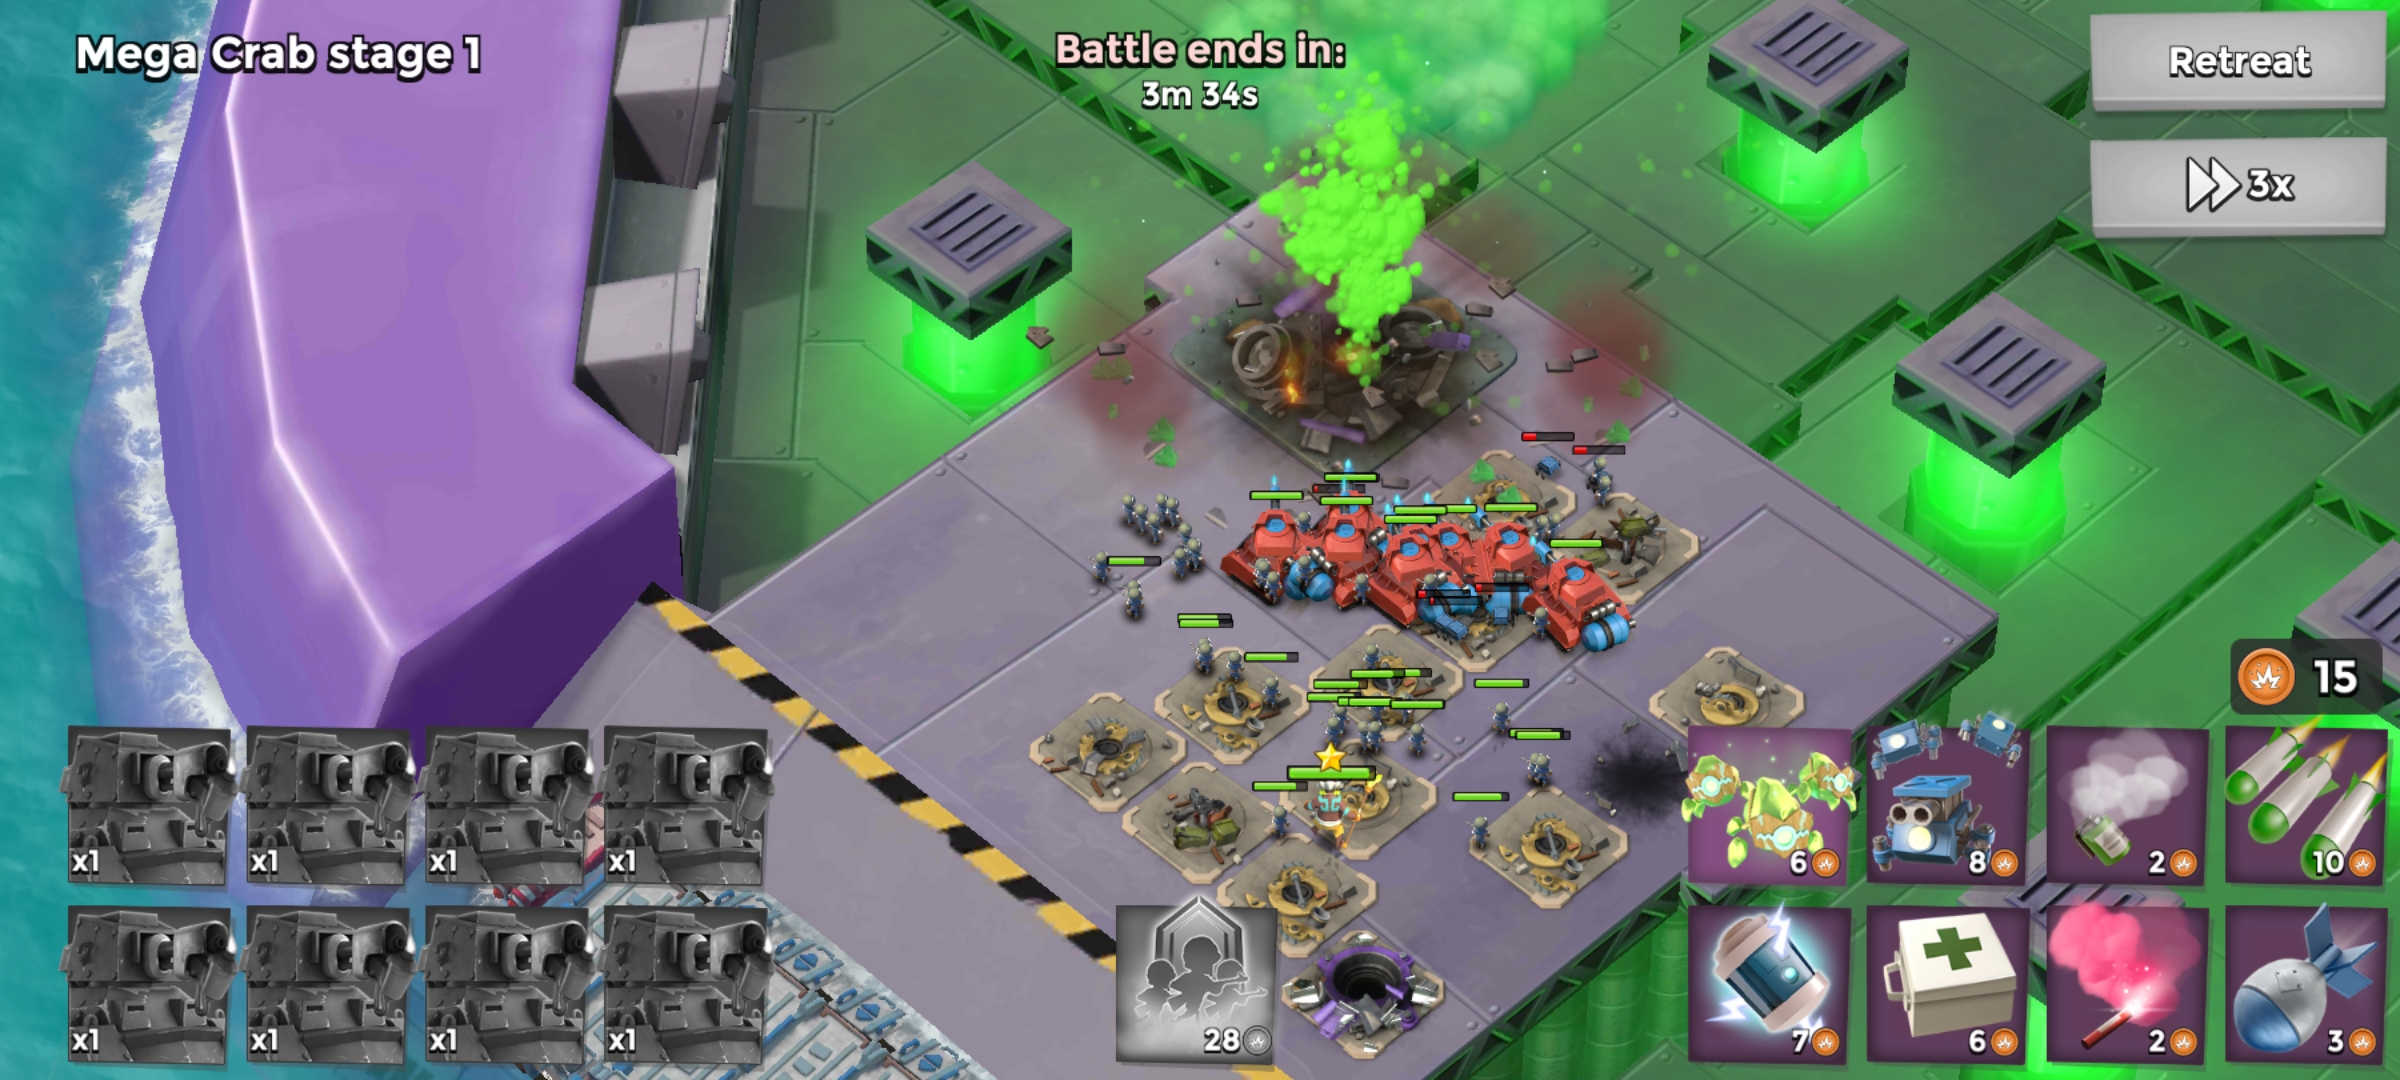 Mega Crab stage 1
Battle ends in:
3m 34s
Retreat
3x
15
x1 x1 x1 x1
6 8 2 10
x1 x1 x1 x1
28
7 6 2 3